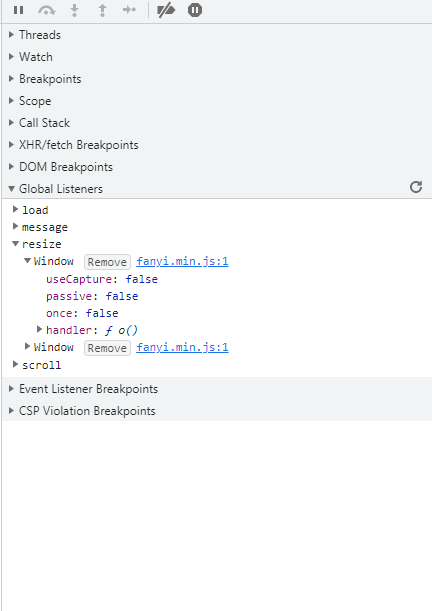 Threads
Watch
Breakpoints
Scope
Call Stack
XHR/fetch Breakpoints
DOM Breakpoints
Global Listeners
load
message
resize
Window Remove fanyi.min.js:1
useCapture: false
passive: false
once: false
handler: ƒ o()
Window Remove fanyi.min.js:1
scroll
Event Listener Breakpoints
CSP Violation Breakpoints